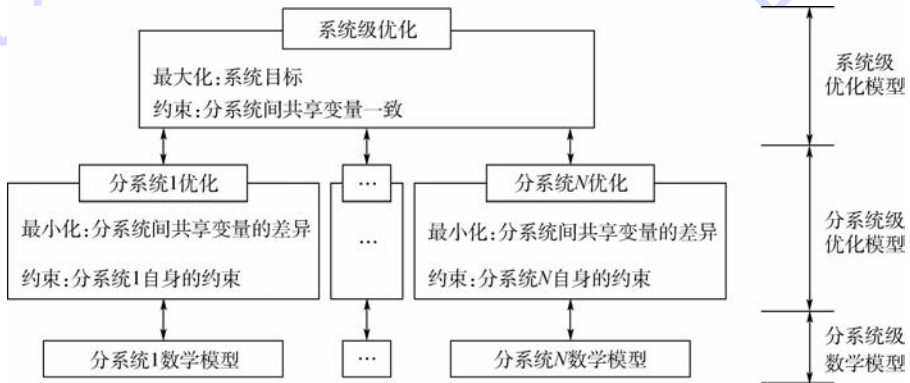 系统级优化
最大化:系统目标
约束:分系统间共享变量一致
系统级
优化模型
分系统1优化
...
分系统N优化
最小化:分系统间共享变量的差异
约束:分系统1自身的约束
...
最小化:分系统间共享变量的差异
约束:分系统N自身的约束
分系统级
优化模型
分系统1数学模型
...
分系统N数学模型
分系统级
数学模型